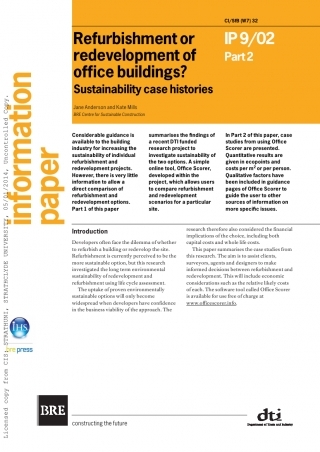 CI/SfB (W7) 32
Refurbishment or
redevelopment of
office buildings?
Sustainability case histories
IP 9/02
Part 2
Jane Anderson and Kate Mills
BRE Centre for Sustainable Construction
information
paper
Considerable guidance is
available to the building
industry for increasing the
sustainability of individual
refurbishment and
redevelopment projects.
However, there is very little
information to allow a
direct comparison of
refurbishment and
redevelopment options.
Part 1 of this paper
summarises the findings of
a recent DTI funded
research project to
investigate sustainability of
the two options. A simple
online tool, Office Scorer,
developed within the
project, which allows users
to compare refurbishment
and redevelopment
scenarios for a particular
site.
In Part 2 of this paper, case
studies from using Office
Scorer are presented.
Quantitative results are
given in ecopoints and
costs per m² or per person.
Qualitative factors have
been included in guidance
pages of Office Scorer to
guide the user to other
sources of information on
more specific issues.
Introduction
Developers often face the dilemma of whether
to refurbish a building or redevelop the site.
Refurbishment is currently perceived to be the
more sustainable option, but this research
investigated the long term environmental
sustainability of redevelopment and
refurbishment using life cycle assessment.
The uptake of proven environmentally
sustainable options will only become
widespread when developers have confidence
in the business viability of the approach. The
research therefore also considered the financial
implications of the choice, including both
capital costs and whole life costs.
This paper summarises the case studies from
this research. The aim is to assist clients,
surveyors, agents and designers to make
informed decisions between refurbishment and
redevelopment. This will include economic
considerations such as the relative likely costs
of each. The software tool called Office Scorer
is available for use free of charge at
www.officescorer.info.
Licensed copy from CIS: STRATHUNI, STRATHCLYDE UNIVERSITY, 05/01/2014, Uncontrolled Copy.
IHS
bre press
BRE
constructing the future
dti
Department of Trade and Industry